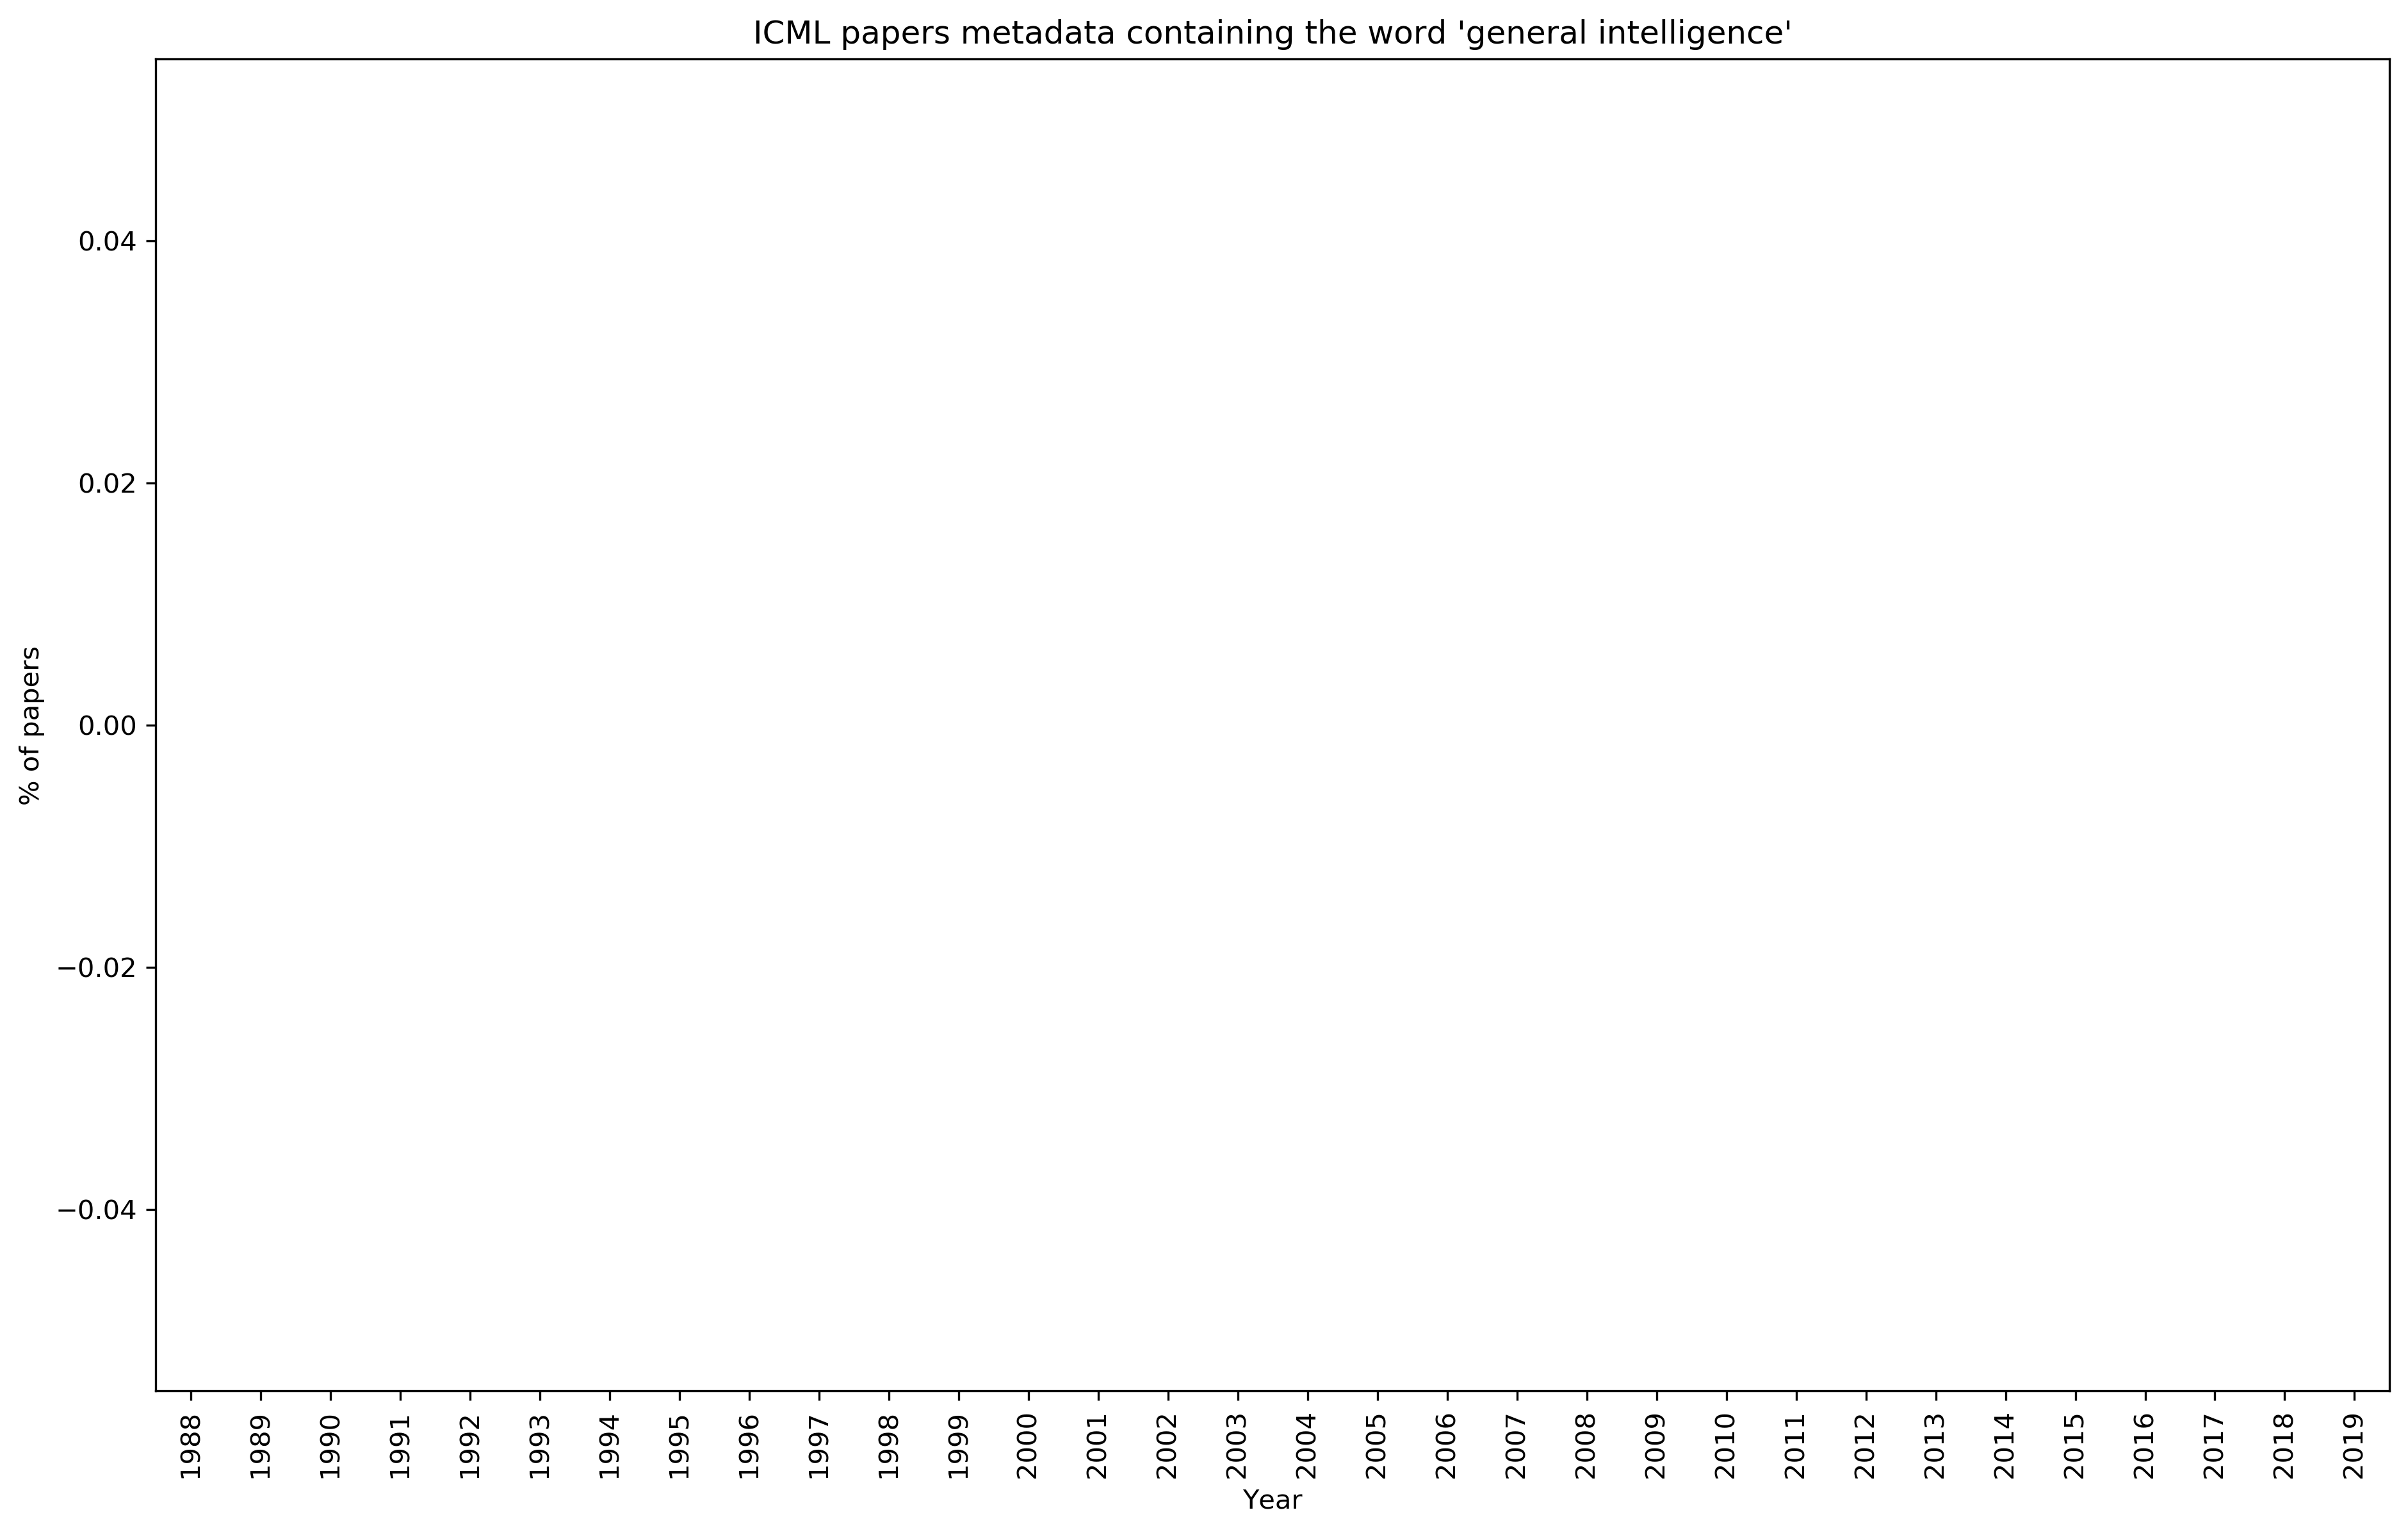 ICML papers metadata containing the word 'general intelligence'
% of papers
0.04
0.02
0.00
−0.02
−0.04
1988 1989 1990 1991 1992 1993 1994 1995 1996 1997 1998 1999 2000 2001 2002 2003 2004 2005 2006 2007 2008 2009 2010 2011 2012 2013 2014 2015 2016 2017 2018 2019
Year